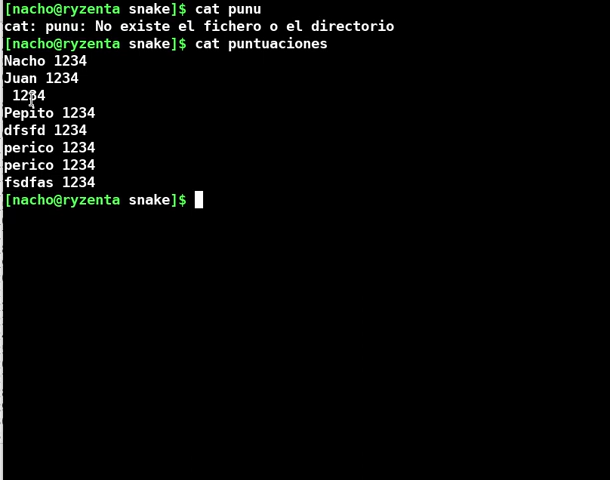 [nacho@ryzenta snake]$ cat punu
cat: punu: No existe el fichero o el directorio
[nacho@ryzenta snake]$ cat puntuaciones
Nacho 1234
Juan 1234
 1234
Pepito 1234
dfsfd 1234
perico 1234
perico 1234
fsdfas 1234
[nacho@ryzenta snake]$